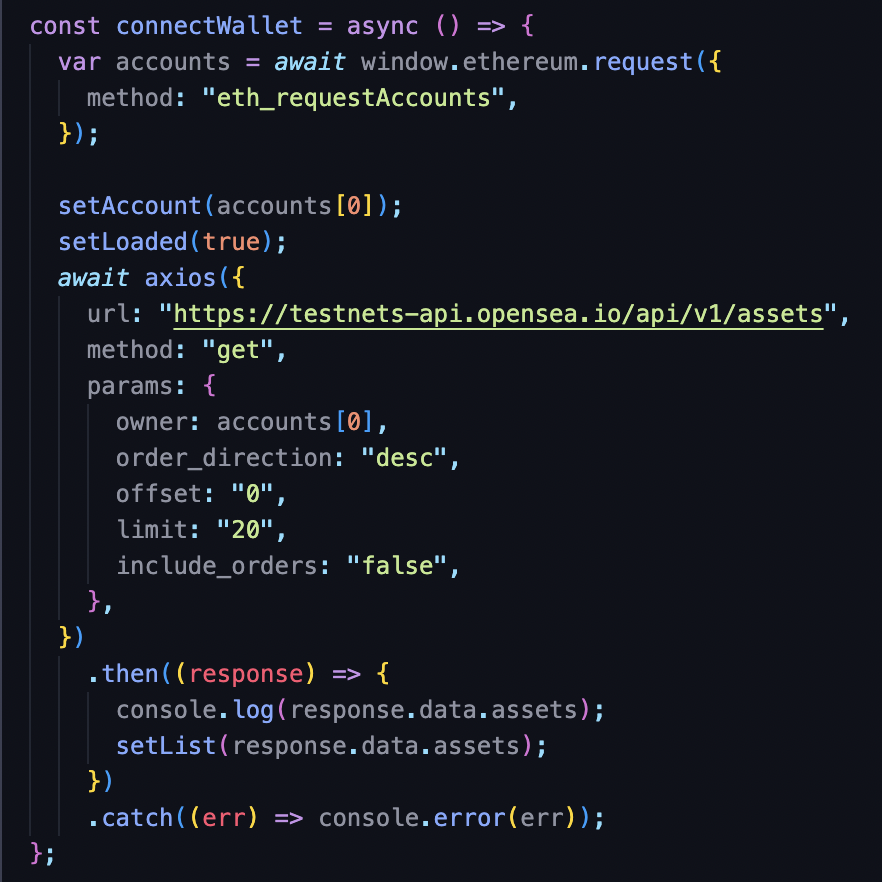 const connectWallet = async () => {
  var accounts = await window.ethereum.request({
    method: "eth_requestAccounts",
  });

  setAccount(accounts[0]);
  setLoaded(true);
  await axios({
    url: "https://testnets-api.opensea.io/api/v1/assets",
    method: "get",
    params: {
      owner: accounts[0],
      order_direction: "desc",
      offset: "0",
      limit: "20",
      include_orders: "false",
    },
  })
    .then((response) => {
      console.log(response.data.assets);
      setList(response.data.assets);
    })
    .catch((err) => console.error(err));
};